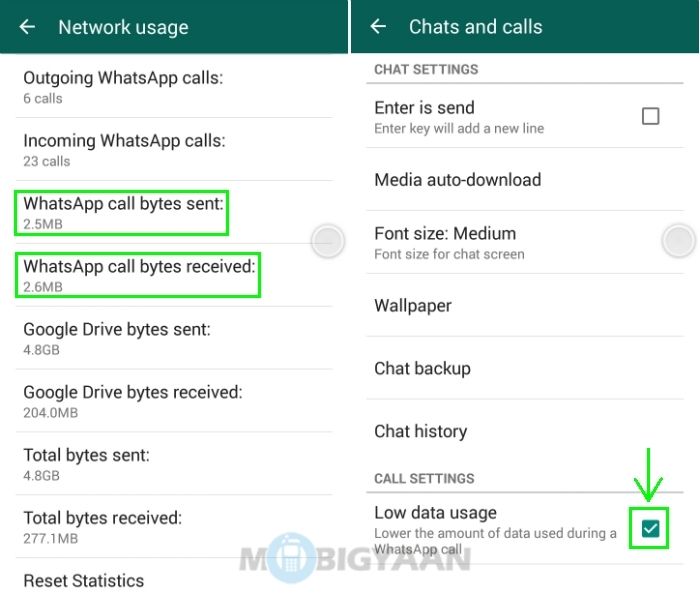 Network usage
Outgoing WhatsApp calls:
6 calls
Incoming WhatsApp calls:
23 calls
WhatsApp call bytes sent:
2.5MB
WhatsApp call bytes received:
2.6MB
Google Drive bytes sent:
4.8GB
Google Drive bytes received:
204.0MB
Total bytes sent:
4.8GB
Total bytes received:
277.1MB
Reset Statistics
Chats and calls
CHAT SETTINGS
Enter is send
Enter key will add a new line
Media auto-download
Font size: Medium
Font size for chat screen
Wallpaper
Chat backup
Chat history
CALL SETTINGS
Low data usage
Lower the amount of data used during a
WhatsApp call
MOBIGYAAN